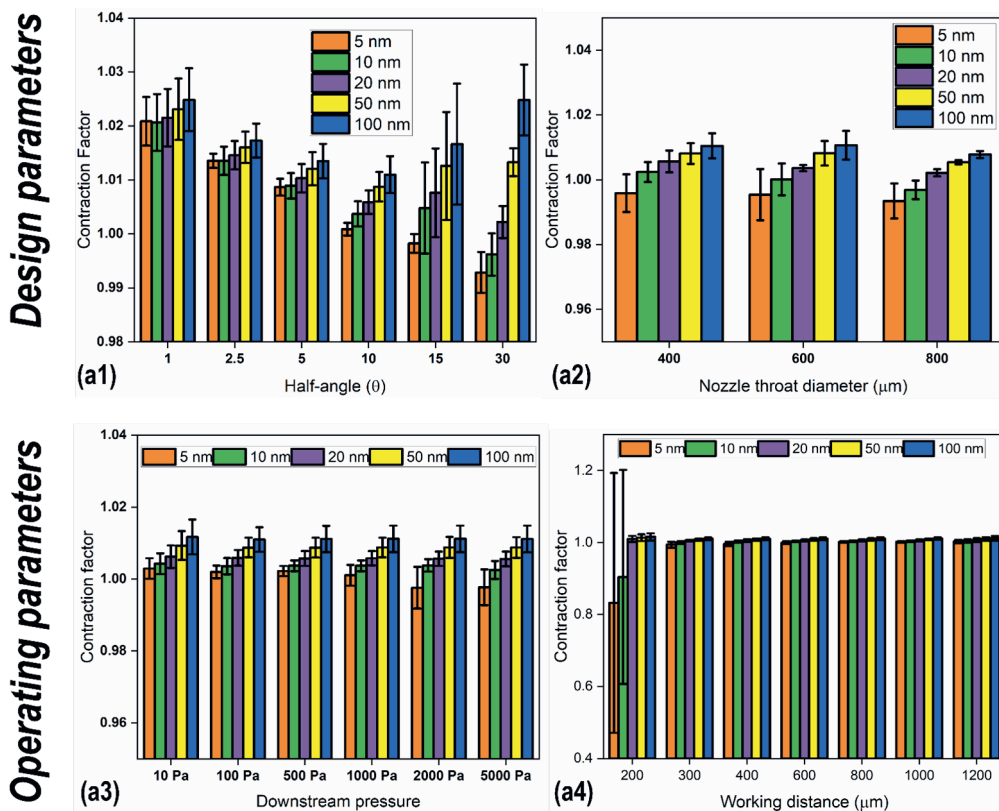 Design parameters
1.04
1.03
1.02
1.01
1.00
0.99
0.98
Contraction Factor
5 nm
10 nm
20 nm
50 nm
100 nm
1 2.5 5 10 15 30
Half-angle (θ)
(a1)
1.04
1.02
1.00
0.98
0.96
Contraction Factor
5 nm
10 nm
20 nm
50 nm
100 nm
400 600 800
Nozzle throat diameter (μm)
(a2)
Operating parameters
1.04
1.02
1.00
0.98
0.96
Contraction factor
5 nm 10 nm 20 nm 50 nm 100 nm
10 Pa 100 Pa 500 Pa 1000 Pa 2000 Pa 5000 Pa
Downstream pressure
(a3)
1.2
1.0
0.8
0.6
0.4
Contraction factor
5 nm 10 nm 20 nm 50 nm 100 nm
200 300 400 600 800 1000 1200
Working distance (μm)
(a4)